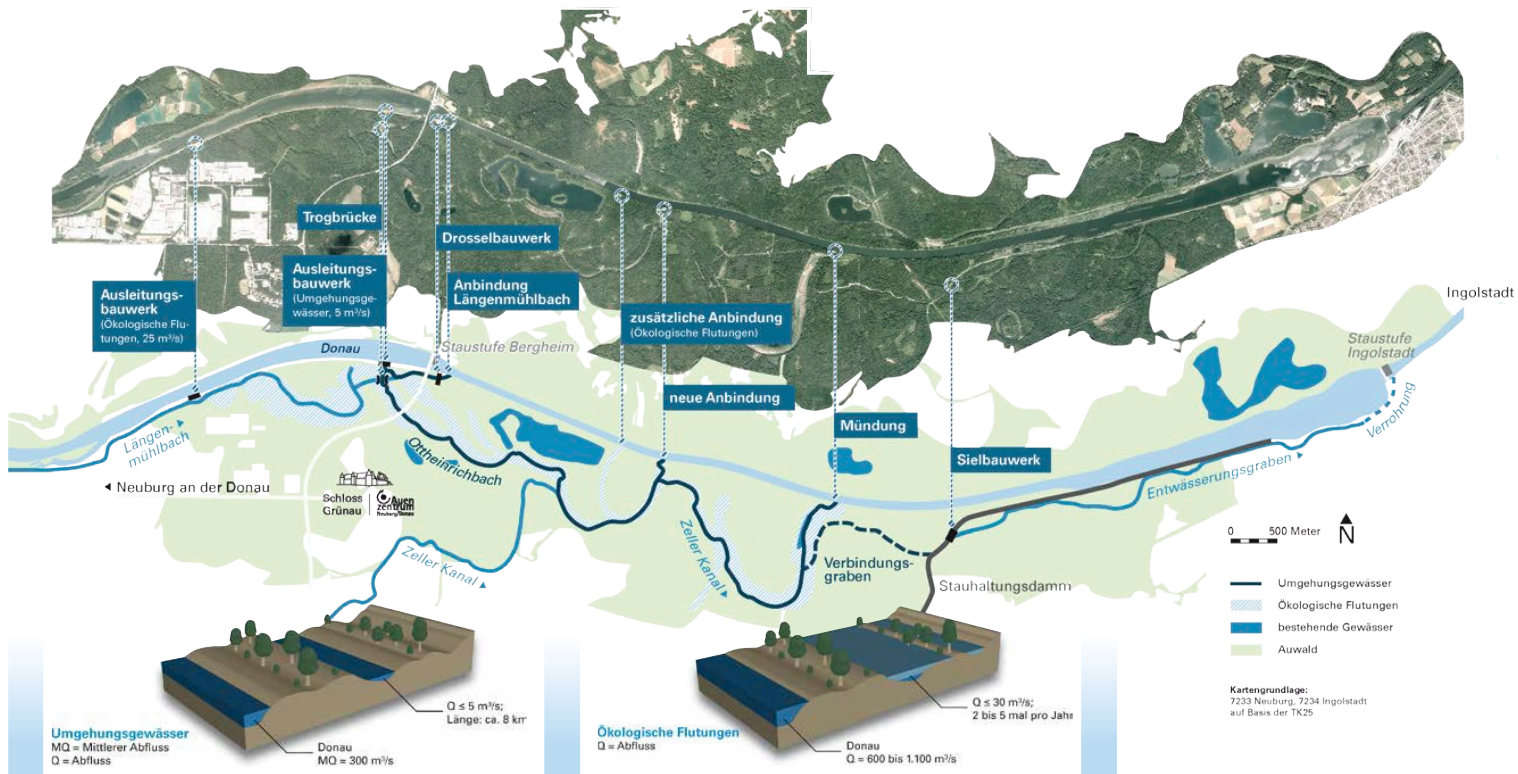 Trogbrücke
Drosselbauwerk
Ausleitungs-
bauwerk
(Umgehungsge-
wässer, 5 m³/s)
Anbindung
Längenmühlbach
Ausleitungs-
bauwerk
(Ökologische Flu-
tungen, 25 m³/s)
zusätzliche Anbindung
(Ökologische Flutungen)
Ingolstadt
Donau
Staustufe Bergheim
Staustufe
Ingolstadt
neue Anbindung
Mündung
Verrohrung
Längen-
mühlbach
Ottheinrichbach
Sielbauwerk
Neuburg an der Donau
Entwässerungsgraben
Schloss
Grünau
Auen
zentrum
Neuburg/Donau
0 500 Meter
N
Zeller Kanal
Zeller Kanal
Verbindungs-
graben
Stauhaltungsdamm
Umgehungsgewässer
Ökologische Flutungen
bestehende Gewässer
Auwald
Kartengrundlage:
7233 Neuburg, 7234 Ingolstadt
auf Basis der TK25
Q ≤ 5 m³/s;
Länge: ca. 8 km
Umgehungsgewässer
MQ = Mittlerer Abfluss
Q = Abfluss
Donau
MQ = 300 m³/s
Q ≤ 30 m³/s;
2 bis 5 mal pro Jahr
Ökologische Flutungen
Q = Abfluss
Donau
Q = 600 bis 1.100 m³/s